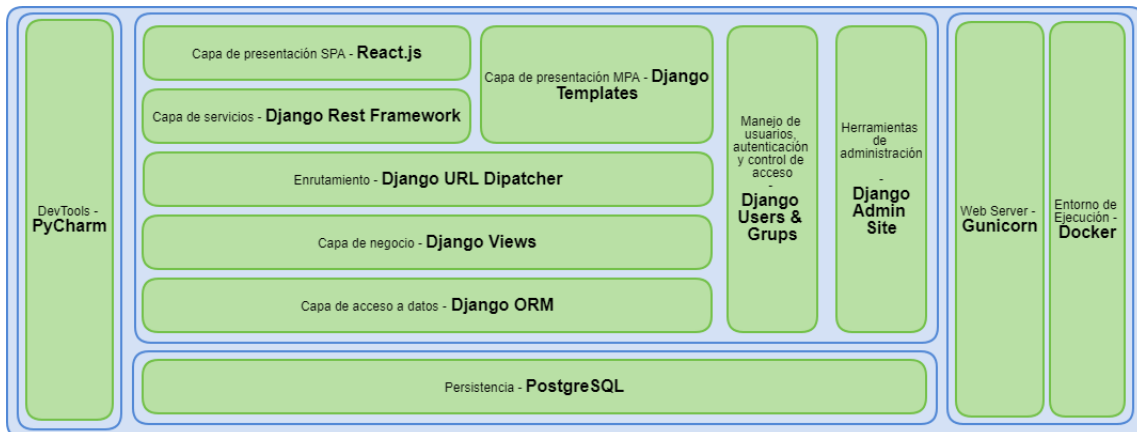 DevTools -
PyCharm
Capa de presentación SPA - React.js
Capa de servicios - Django Rest Framework
Capa de presentación MPA - Django
Templates
Enrutamiento - Django URL Dipatcher
Capa de negocio - Django Views
Capa de acceso a datos - Django ORM
Manejo de
usuarios,
autenticación
y control de
acceso
-
Django
Users &
Grups
Herramientas
de
administración
-
Django
Admin
Site
Persistencia - PostgreSQL
Web Server -
Gunicorn
Entorno de
Ejecución -
Docker